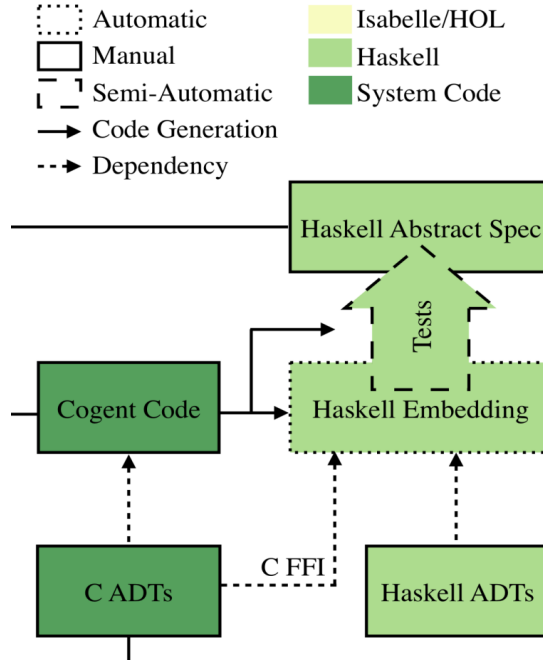 Automatic
Manual
Semi-Automatic
Code Generation
Dependency
Isabelle/HOL
Haskell
System Code
Haskell Abstract Spec
Tests
Cogent Code
Haskell Embedding
C FFI
C ADTs
Haskell ADTs